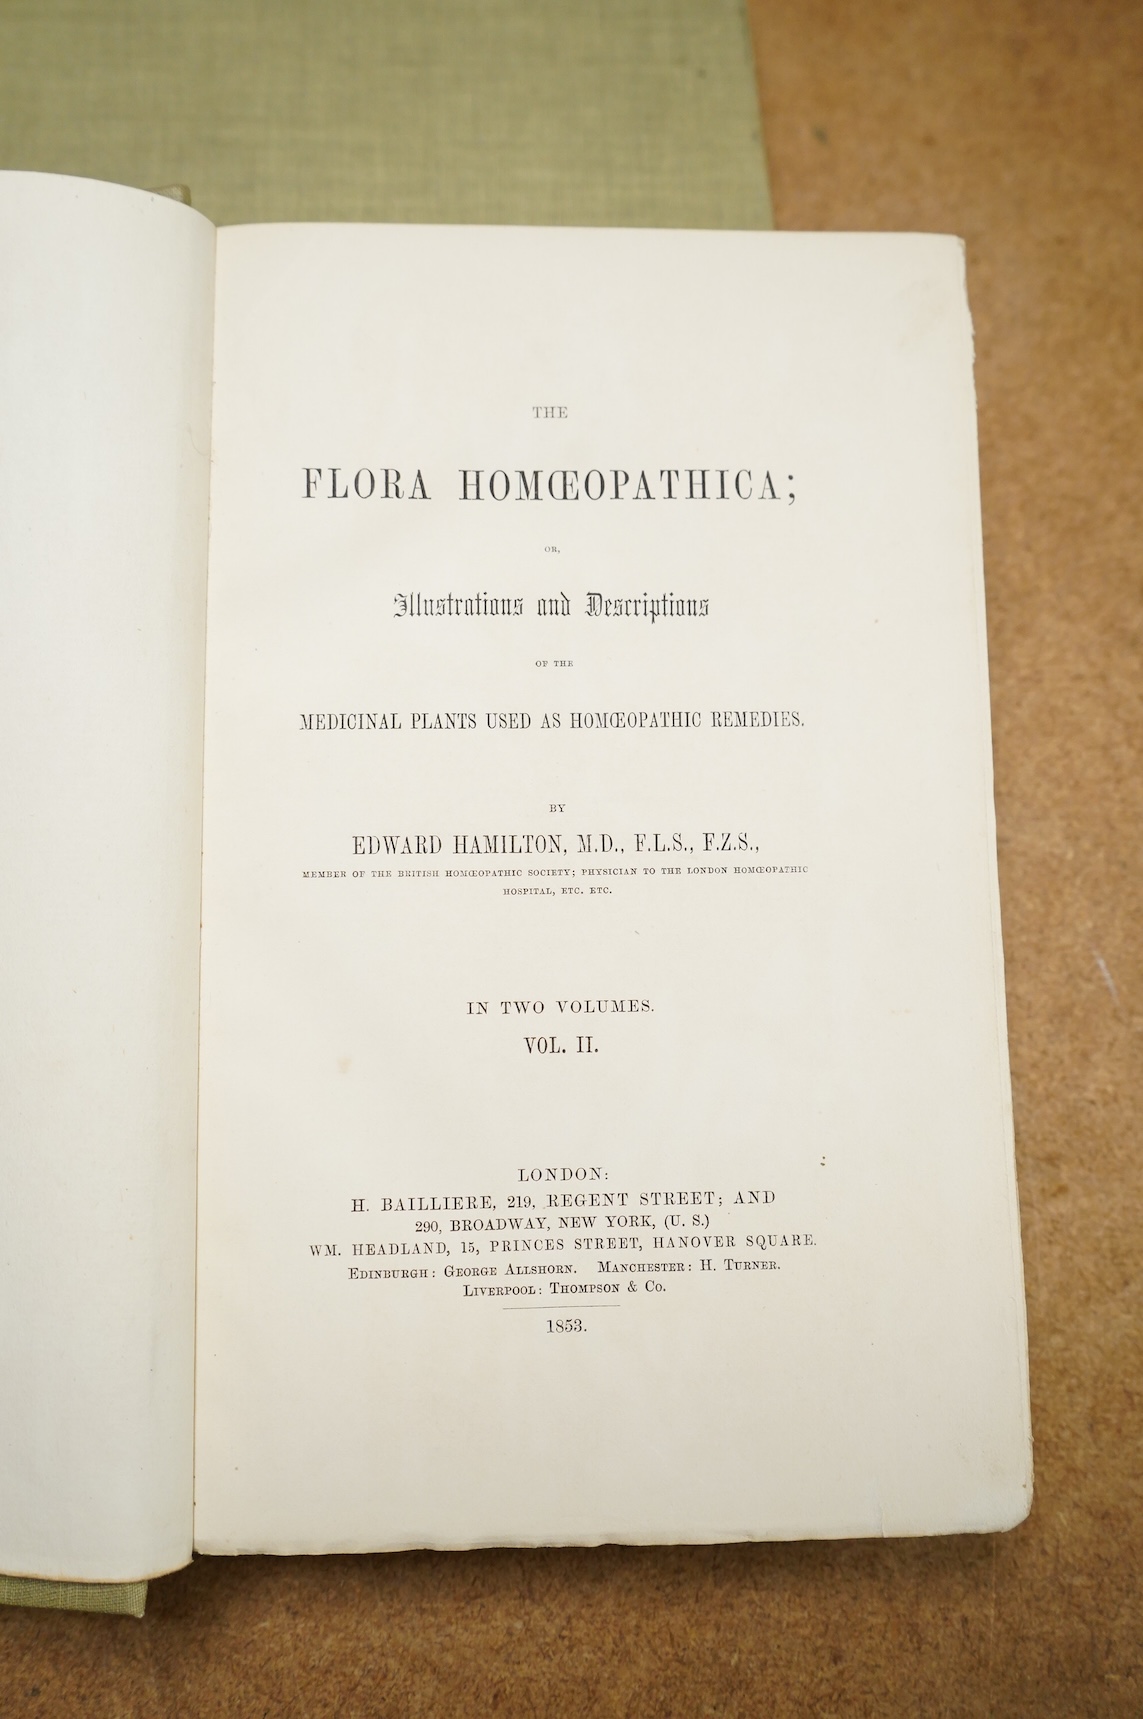 THE
FLORA HOMŒOPATHICA;
OR,
Illustrations and Descriptions
OF THE
MEDICINAL PLANTS USED AS HOMŒOPATHIC REMEDIES.
BY
EDWARD HAMILTON, M.D., F.L.S., F.Z.S.,
MEMBER OF THE BRITISH HOMŒOPATHIC SOCIETY; PHYSICIAN TO THE LONDON HOMŒOPATHIC
HOSPITAL, ETC. ETC.
IN TWO VOLUMES.
VOL. II.
LONDON:
H. BAILLIERE, 219, REGENT STREET; AND
290, BROADWAY, NEW YORK, (U. S.)
WM. HEADLAND, 15, PRINCES STREET, HANOVER SQUARE.
EDINBURGH: GEORGE ALLSHORN. MANCHESTER: H. TURNER.
LIVERPOOL: THOMPSON & CO.
1853.